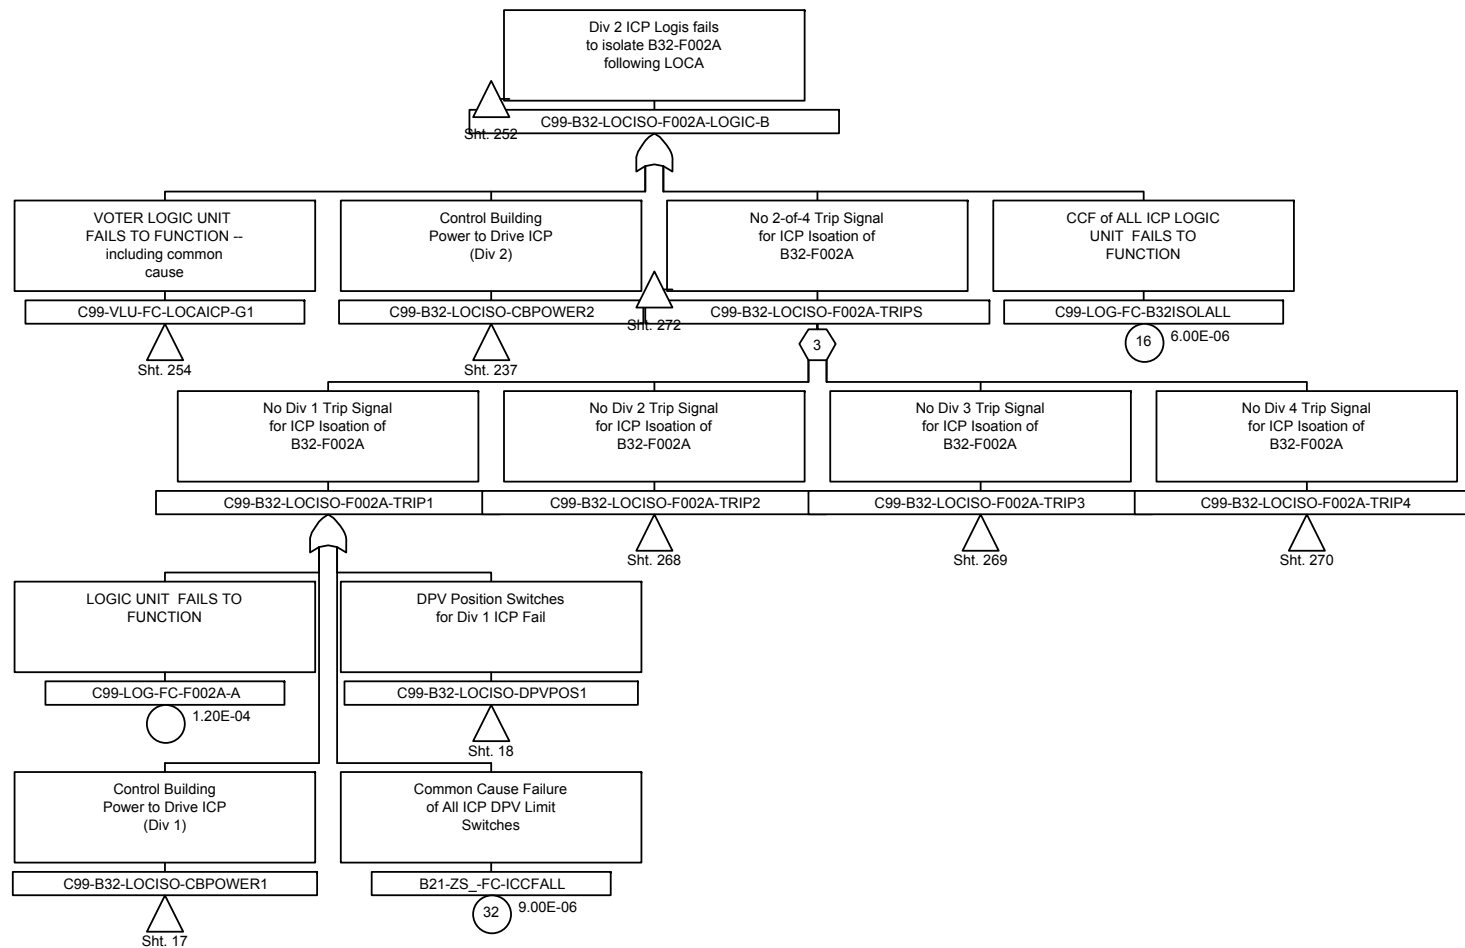 Div 2 ICP Logis fails
to isolate B32-F002A
following LOCA
C99-B32-LOCISO-F002A-LOGIC-B
Sht. 252
VOTER LOGIC UNIT
FAILS TO FUNCTION --
including common
cause
C99-VLU-FC-LOCAICP-G1
Sht. 254
Control Building
Power to Drive ICP
(Div 2)
C99-B32-LOCISO-CBPOWER2
Sht. 237
No 2-of-4 Trip Signal
for ICP Isoation of
B32-F002A
C99-B32-LOCISO-F002A-TRIPS
Sht. 272
3
CCF of ALL ICP LOGIC
UNIT FAILS TO
FUNCTION
C99-LOG-FC-B32ISOLALL
16
6.00E-06
No Div 1 Trip Signal
for ICP Isoation of
B32-F002A
C99-B32-LOCISO-F002A-TRIP1
No Div 2 Trip Signal
for ICP Isoation of
B32-F002A
C99-B32-LOCISO-F002A-TRIP2
Sht. 268
No Div 3 Trip Signal
for ICP Isoation of
B32-F002A
C99-B32-LOCISO-F002A-TRIP3
Sht. 269
No Div 4 Trip Signal
for ICP Isoation of
B32-F002A
C99-B32-LOCISO-F002A-TRIP4
Sht. 270
LOGIC UNIT FAILS TO
FUNCTION
C99-LOG-FC-F002A-A
1.20E-04
DPV Position Switches
for Div 1 ICP Fail
C99-B32-LOCISO-DPVPOS1
Sht. 18
Control Building
Power to Drive ICP
(Div 1)
C99-B32-LOCISO-CBPOWER1
Sht. 17
Common Cause Failure
of All ICP DPV Limit
Switches
B21-ZS_-FC-ICCFALL
32
9.00E-06